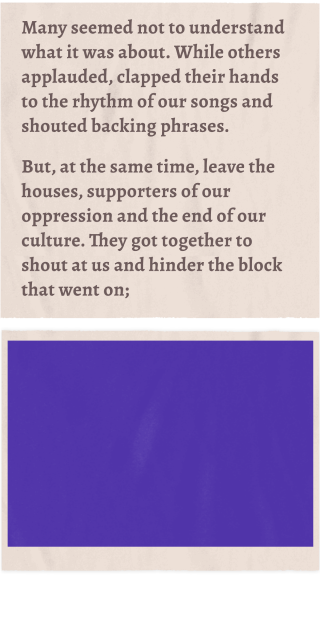 Many seemed not to understand
what it was about. While others
applauded, clapped their hands
to the rhythm of our songs and
shouted backing phrases.
But, at the same time, leave the
houses, supporters of our
oppression and the end of our
culture. They got together to
shout at us and hinder the block
that went on;